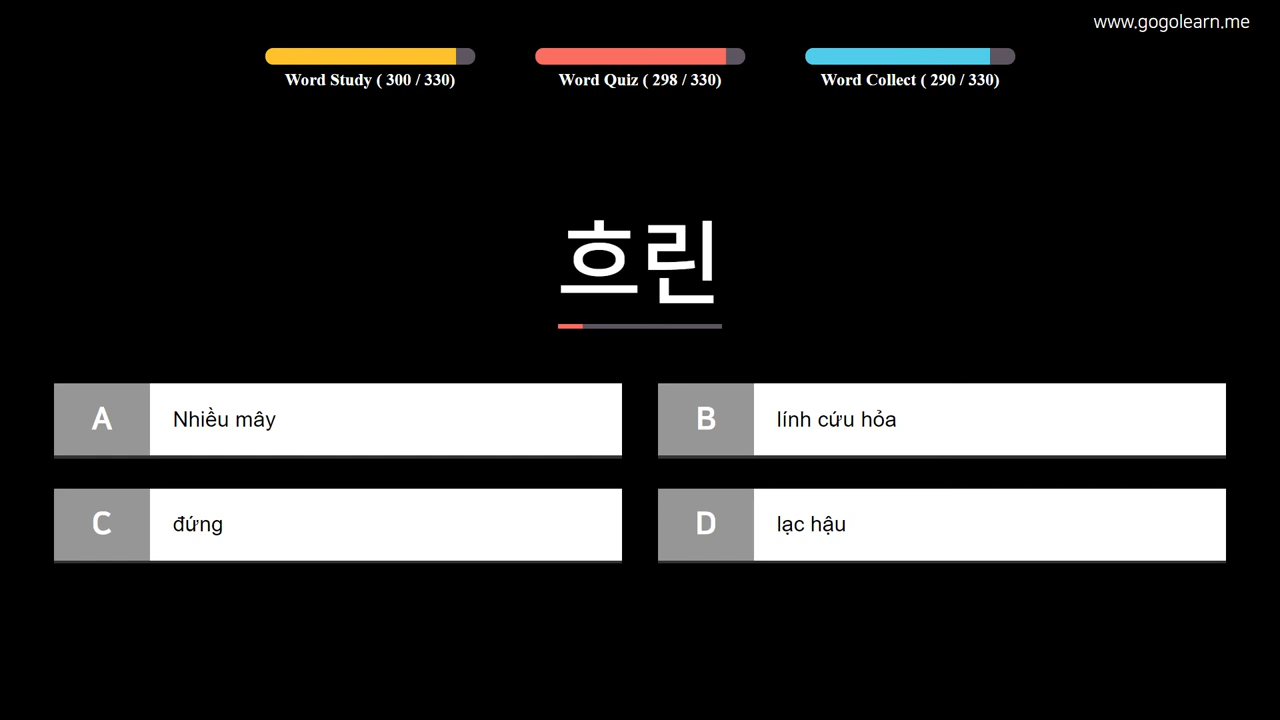 www.gogolearn.me
Word Study ( 300 / 330)
Word Quiz ( 298 / 330)
Word Collect ( 290 / 330)
흐린
A Nhiều mây
B lính cứu hỏa
C đứng
D lạc hậu